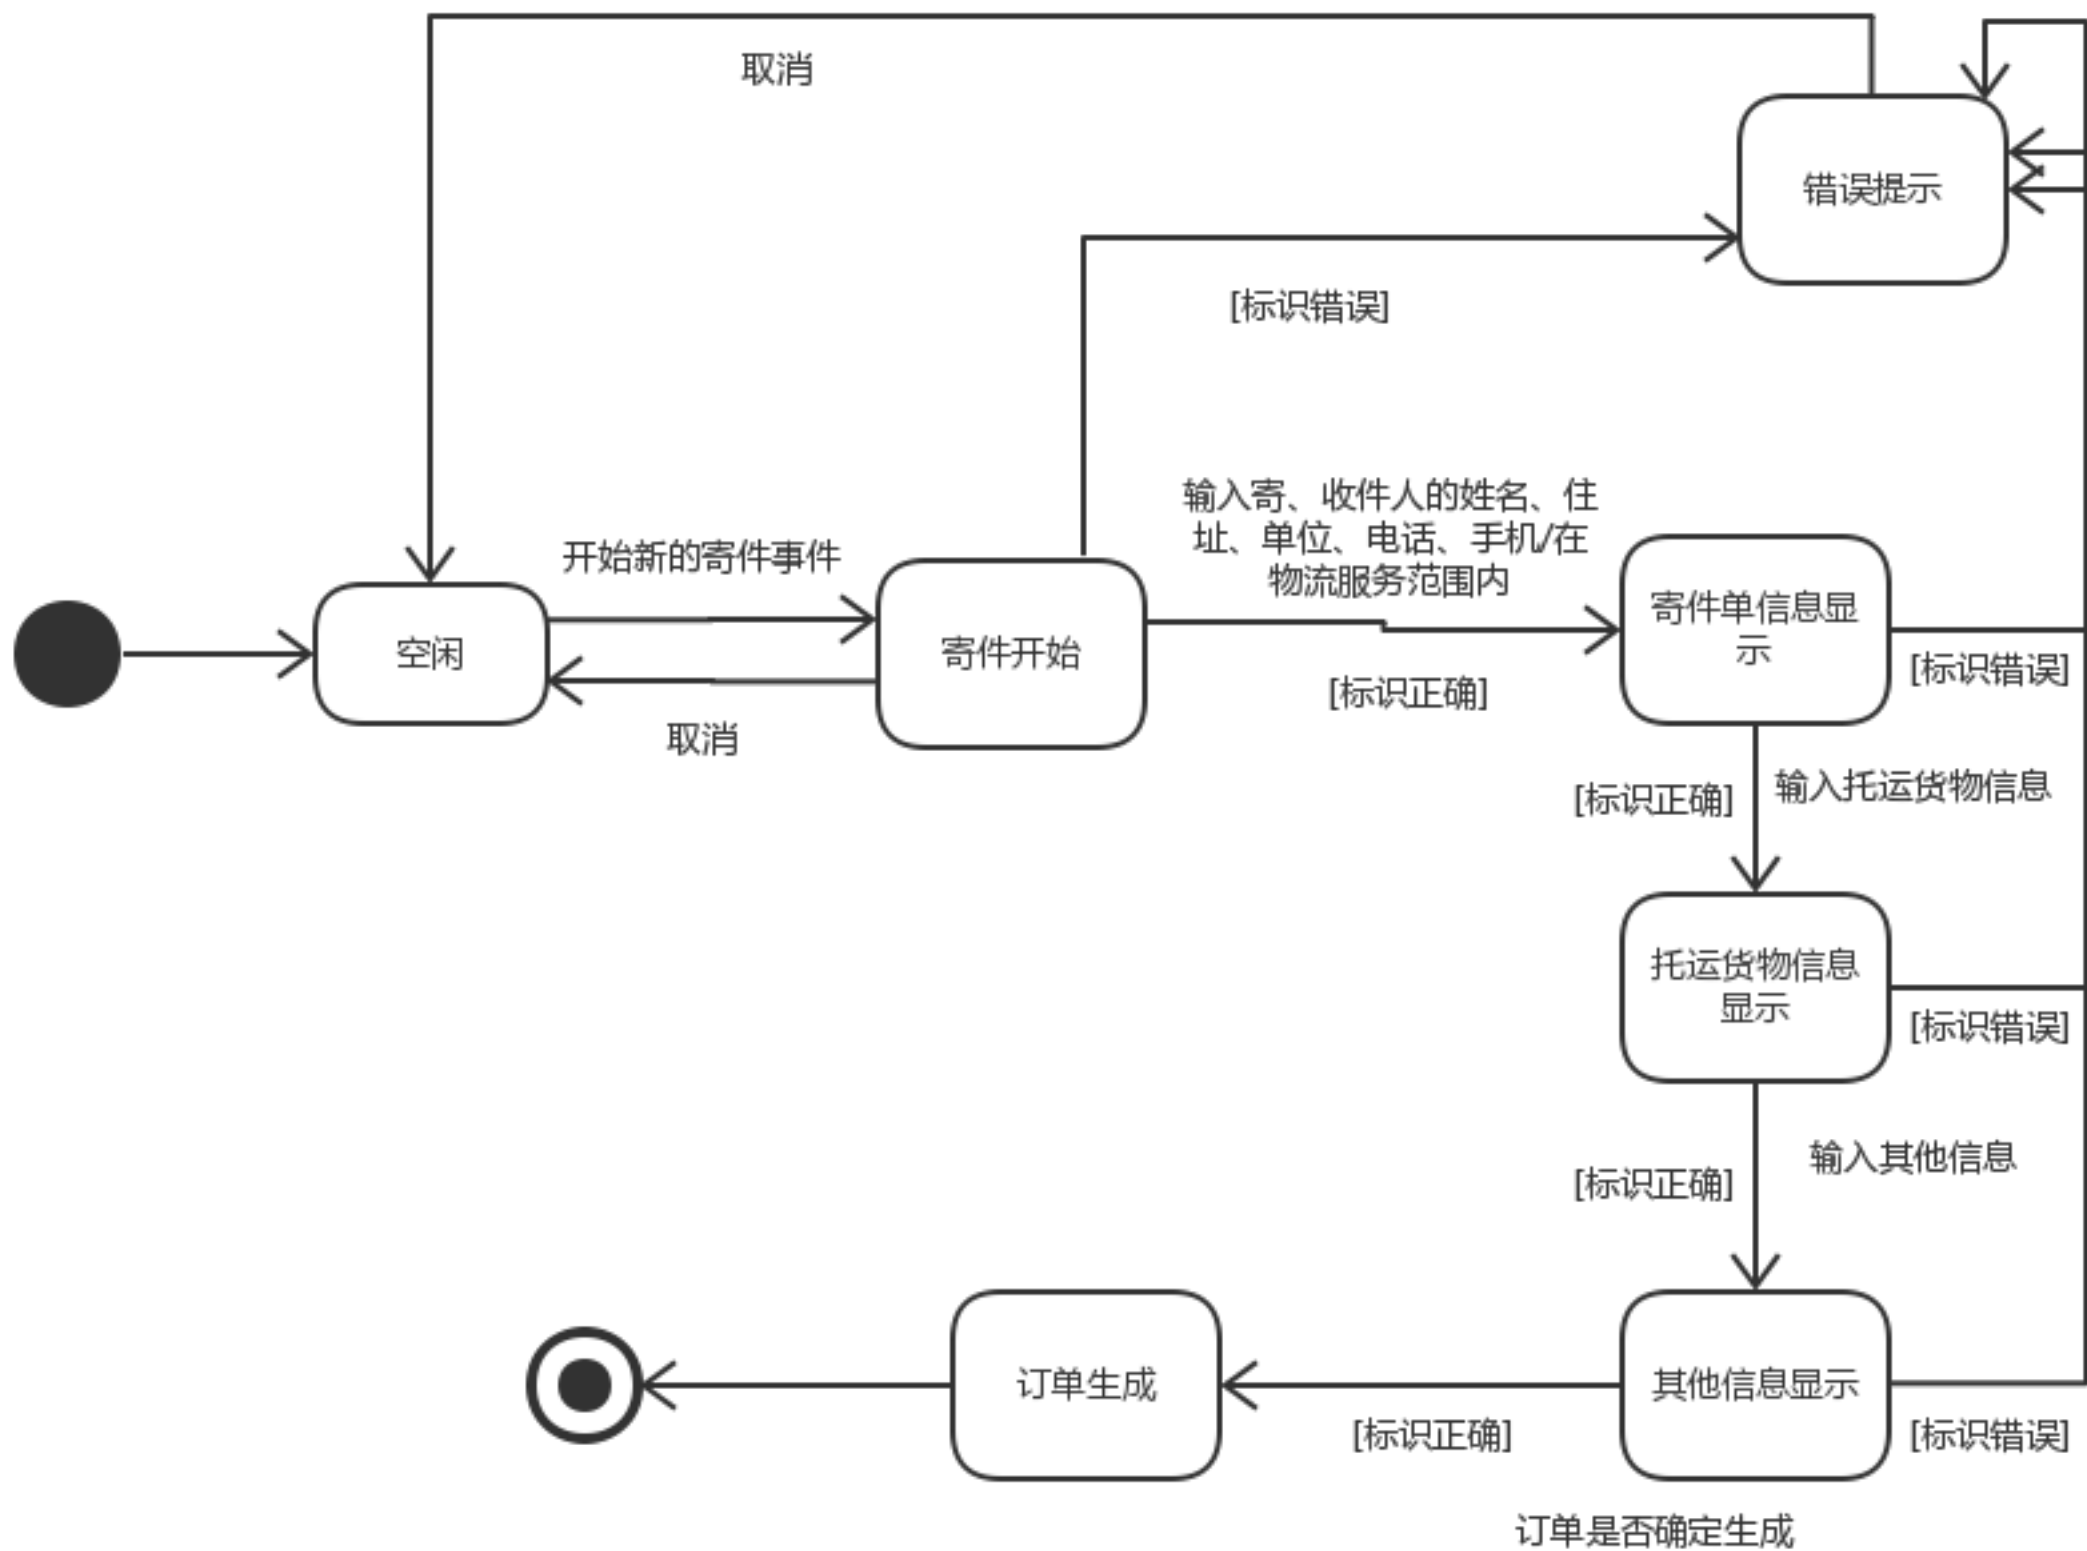 取消
错误提示
[标识错误]
输入寄、收件人的姓名、住
址、单位、电话、手机/在
物流服务范围内
开始新的寄件事件
空闲
寄件开始
寄件单信息显
示
[标识错误]
[标识正确]
取消
[标识正确]
输入托运货物信息
托运货物信息
显示
[标识错误]
输入其他信息
[标识正确]
订单生成
其他信息显示
[标识正确]
[标识错误]
订单是否确定生成